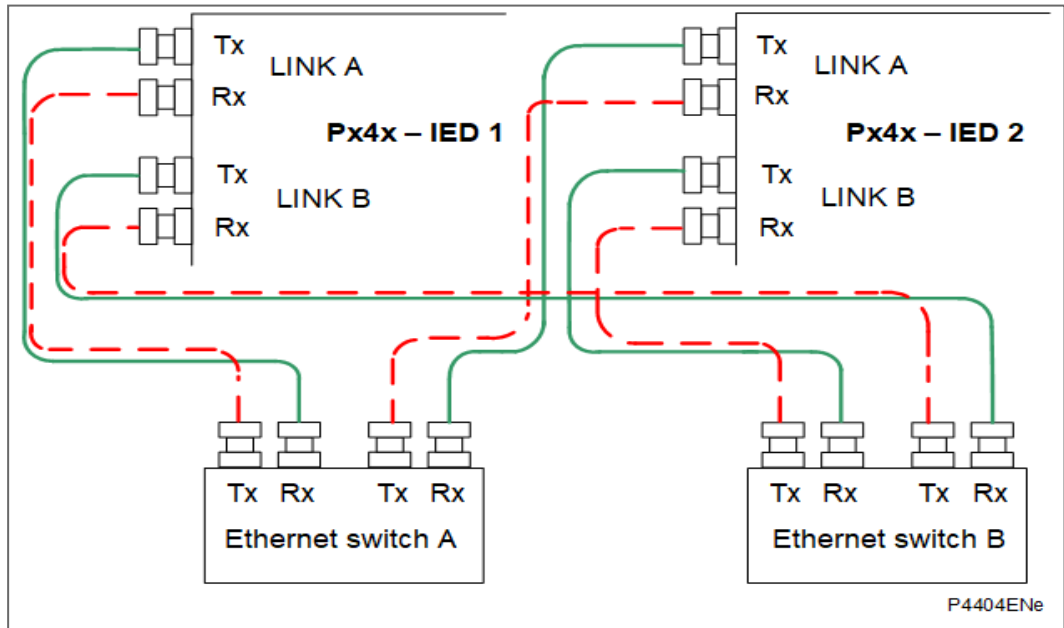 Tx
LINK A
Rx
Px4x – IED 1
Tx
LINK B
Rx
Tx
LINK A
Rx
Px4x – IED 2
Tx
LINK B
Rx
Tx Rx Tx Rx
Ethernet switch A
Tx Rx Tx Rx
Ethernet switch B
P4404ENe